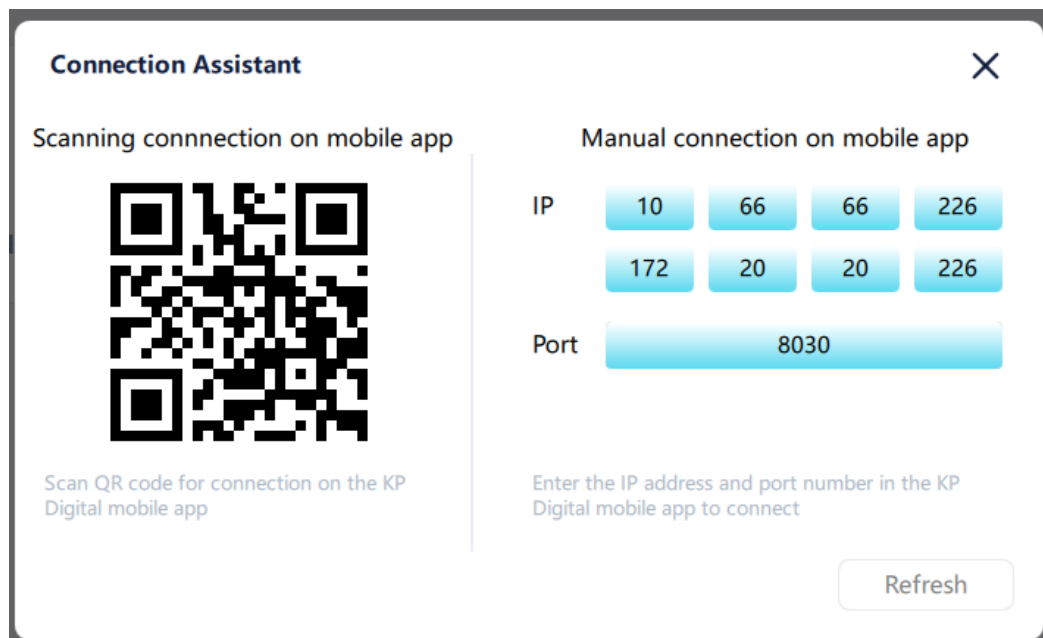 Connection Assistant
Scanning connnection on mobile app
Scan QR code for connection on the KP
Digital mobile app
Manual connection on mobile app
IP 10 66 66 226
172 20 20 226
Port 8030
Enter the IP address and port number in the KP
Digital mobile app to connect
Refresh